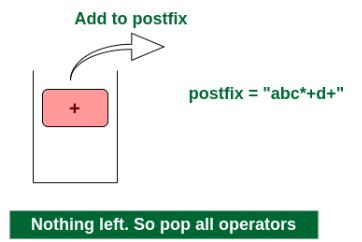 Add to postfix
+
postfix = "abc*+d+"
Nothing left. So pop all operators